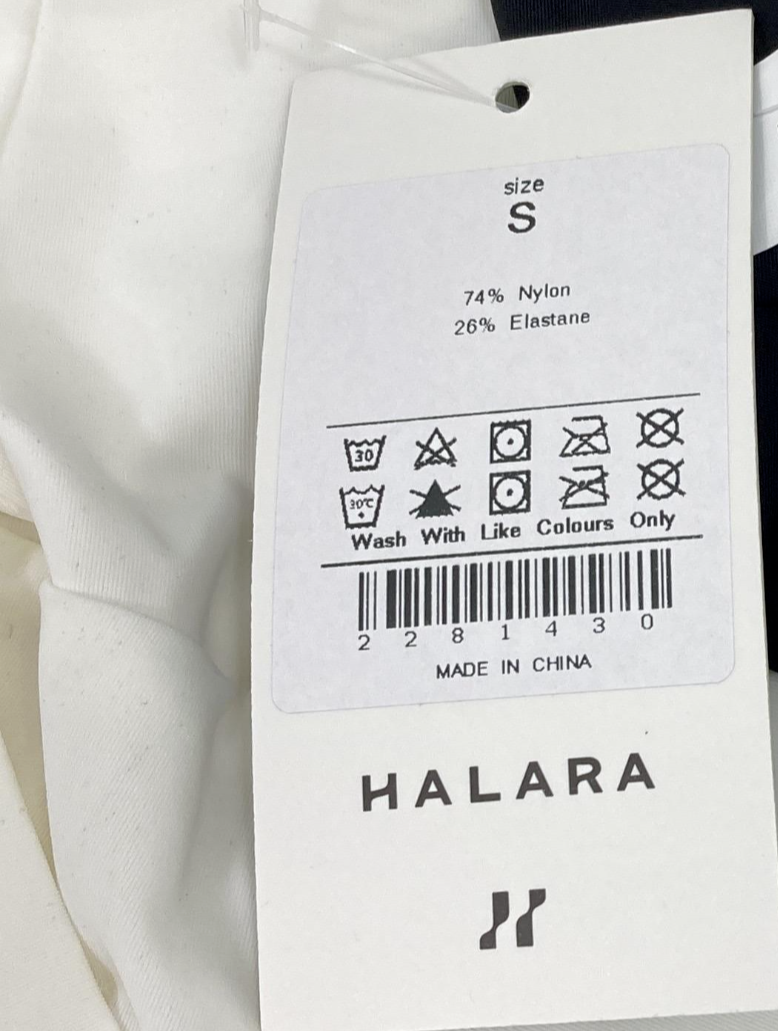 size
S
74% Nylon
26% Elastane
30
30°C
Wash With Like Colours Only
2 2 8 1 4 3 0
MADE IN CHINA
HALARA